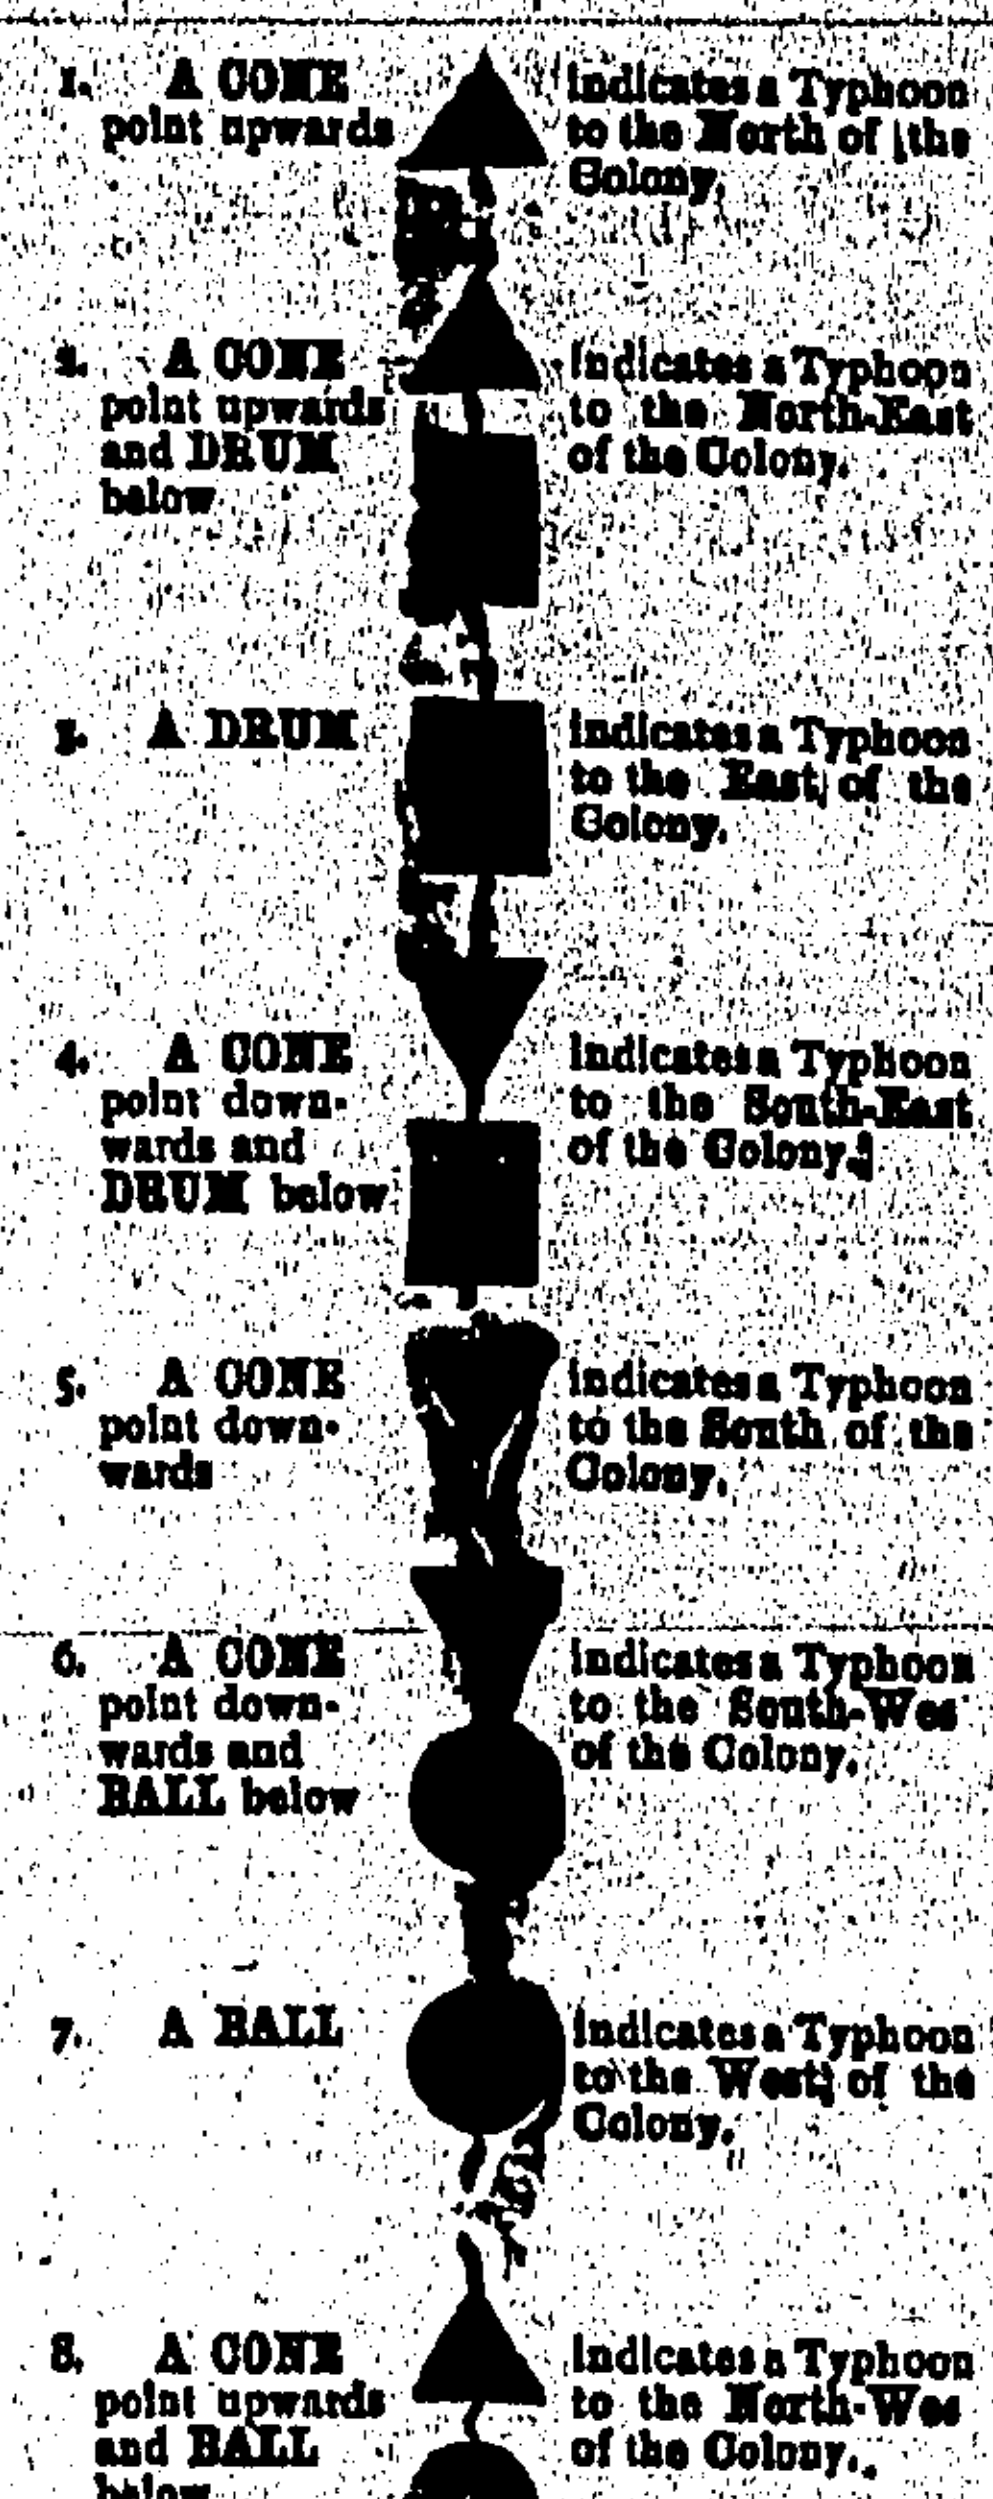 1. A CONE
point upwards
indicates a Typhoon
to the North of the
Colony.
2. A CONE
point upwards
and DRUM
below
indicates a Typhoon
to the North-East
of the Colony.
3. A DRUM
indicates a Typhoon
to the East of the
Colony.
4. A CONE
point down-
wards and
DRUM below
indicates a Typhoon
to the South-East
of the Colony.
5. A CONE
point down-
wards
indicates a Typhoon
to the South of the
Colony.
6. A CONE
point down-
wards and
BALL below
indicates a Typhoon
to the South-Wes
of the Colony.
7. A BALL
indicates a Typhoon
to the West of the
Colony.
8. A CONE
point upwards
and BALL
below
indicates a Typhoon
to the North-Wes
of the Colony.